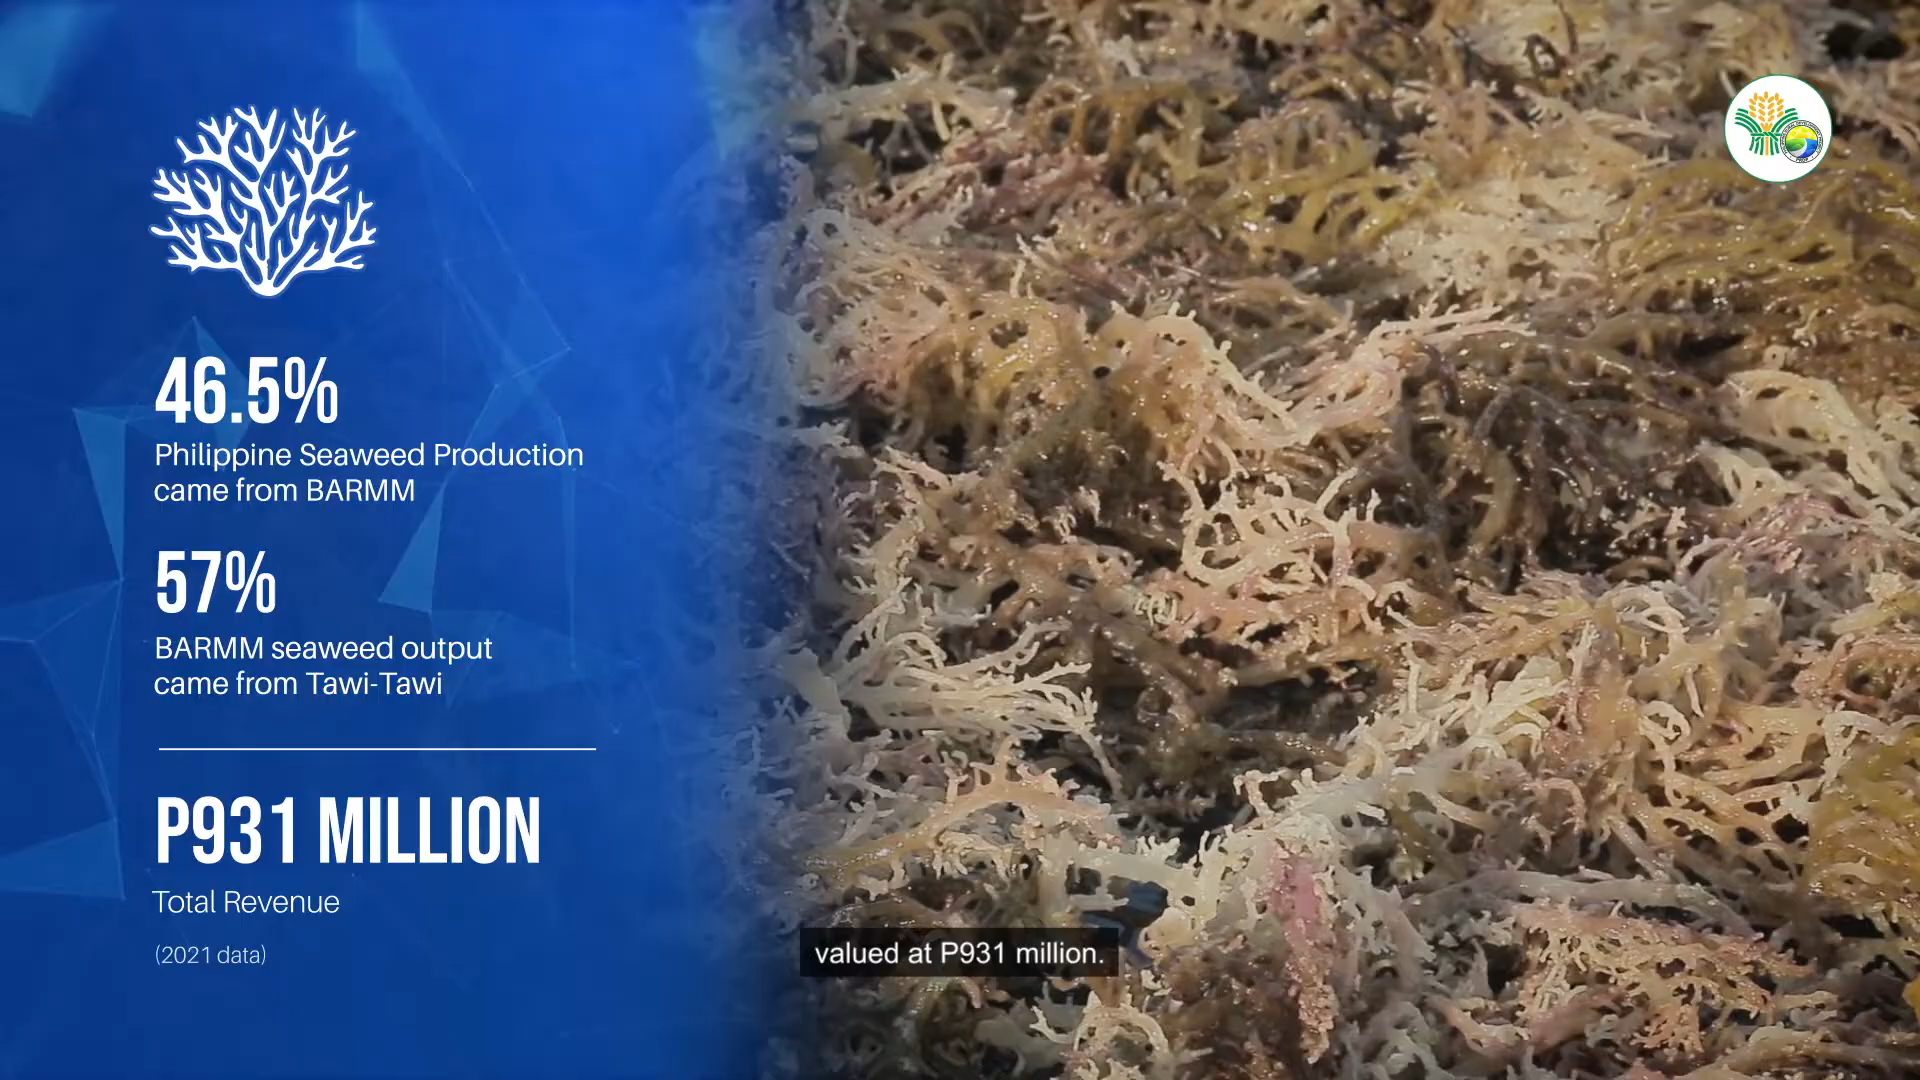 46.5%
Philippine Seaweed Production
came from BARMM
57%
BARMM seaweed output
came from Tawi-Tawi
P931 MILLION
Total Revenue
(2021 data)
valued at P931 million.